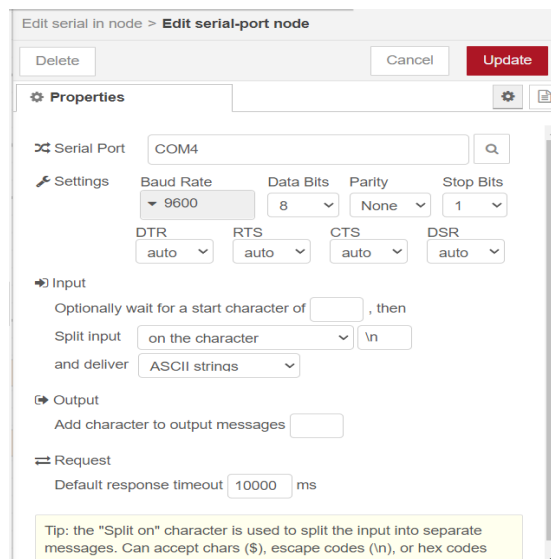 Edit serial in node > Edit serial-port node
Delete Cancel Update
Properties
Serial Port COM4
Settings Baud Rate Data Bits Parity Stop Bits
9600 8 None 1
DTR RTS CTS DSR
auto auto auto auto
Input
Optionally wait for a start character of , then
Split input on the character \n
and deliver ASCII strings
Output
Add character to output messages
Request
Default response timeout 10000 ms
Tip: the "Split on" character is used to split the input into separate
messages. Can accept chars ($), escape codes (\n), or hex codes